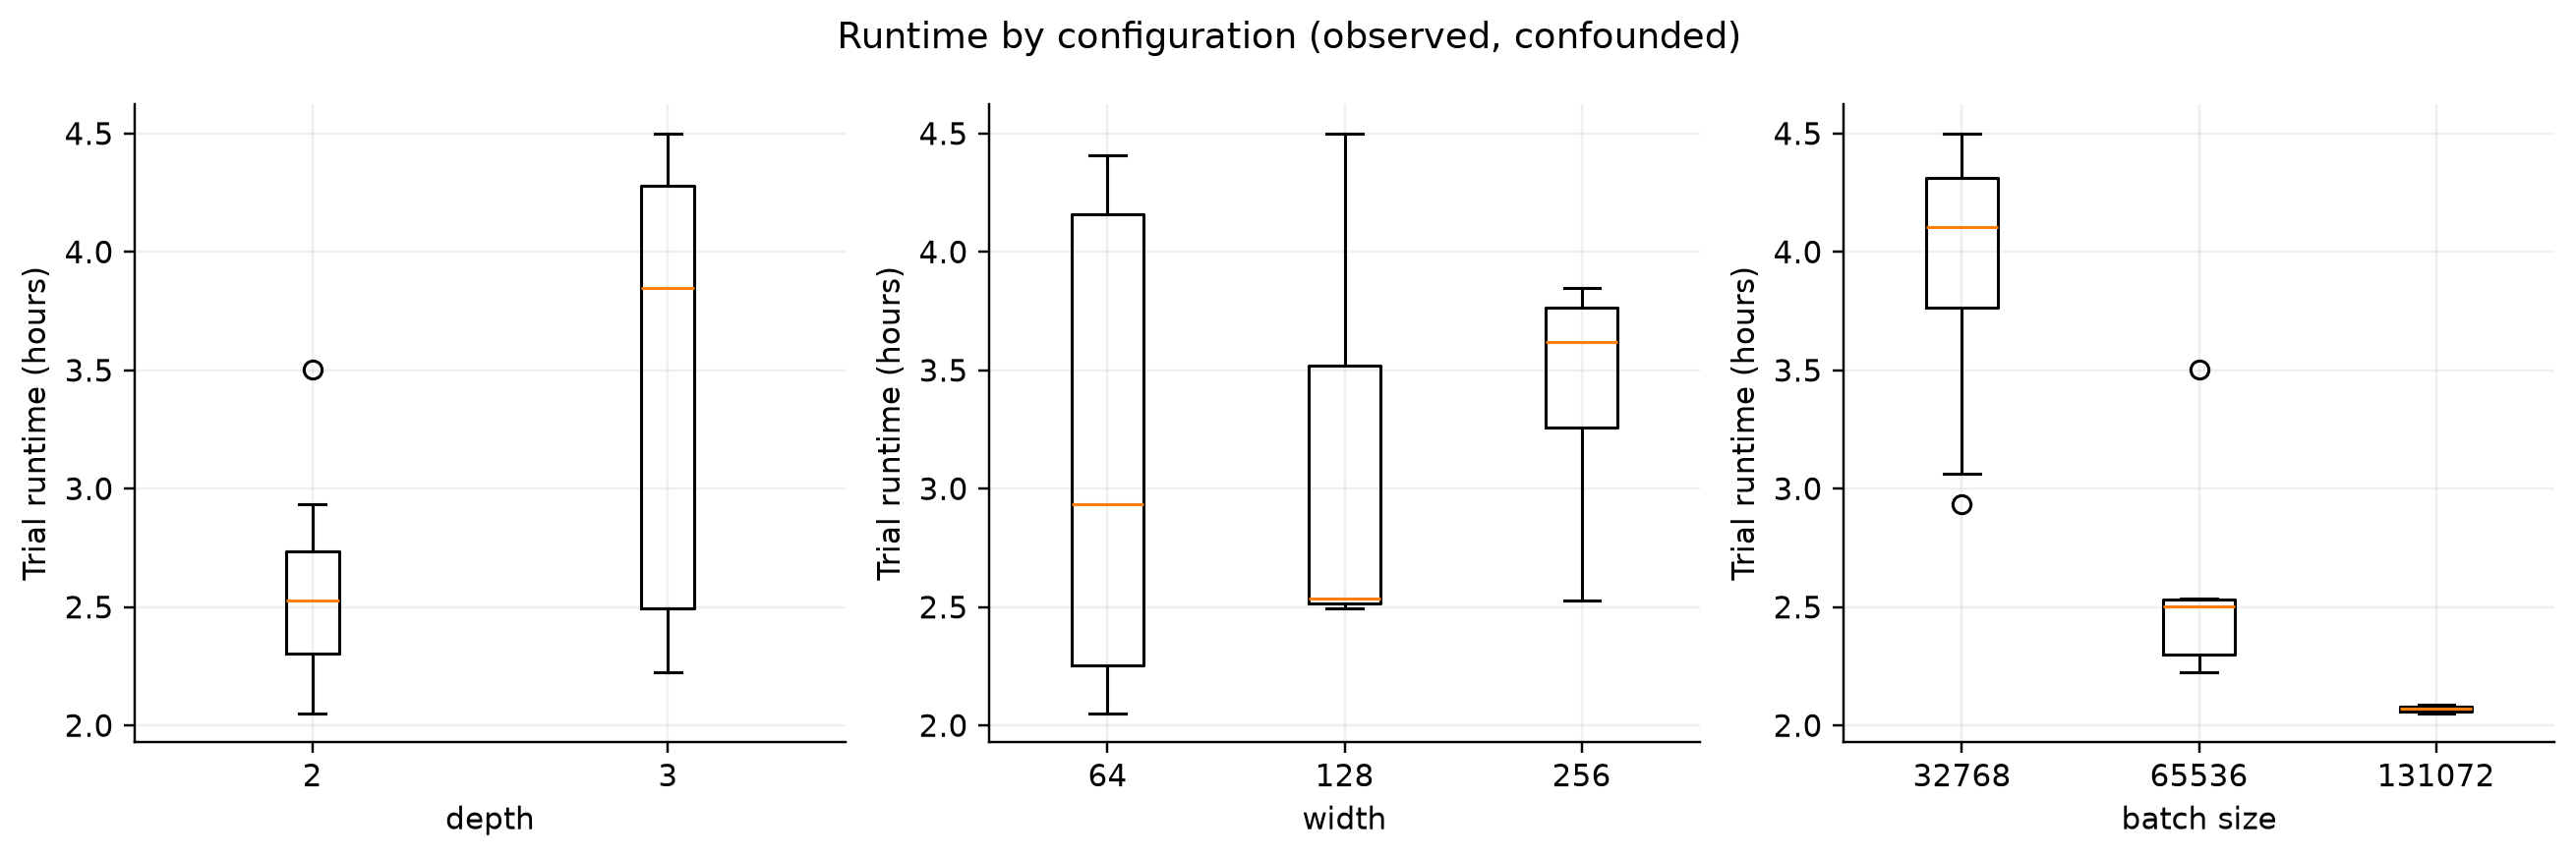 Runtime by configuration (observed, confounded)
Trial runtime (hours)
4.5
4.0
3.5
3.0
2.5
2.0
2 3
depth
Trial runtime (hours)
4.5
4.0
3.5
3.0
2.5
2.0
64 128 256
width
Trial runtime (hours)
4.5
4.0
3.5
3.0
2.5
2.0
32768 65536 131072
batch size